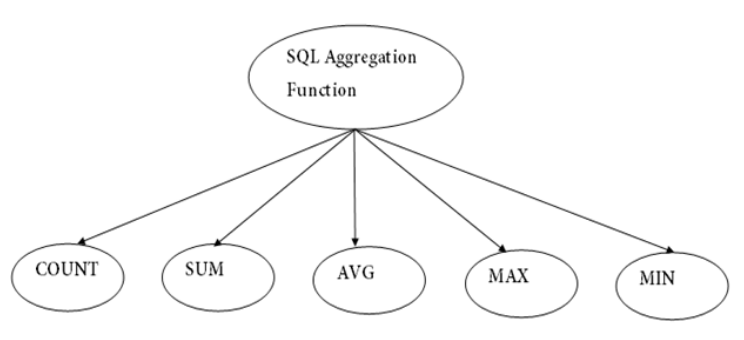 SQL Aggregation
Function
COUNT
SUM
AVG
MAX
MIN